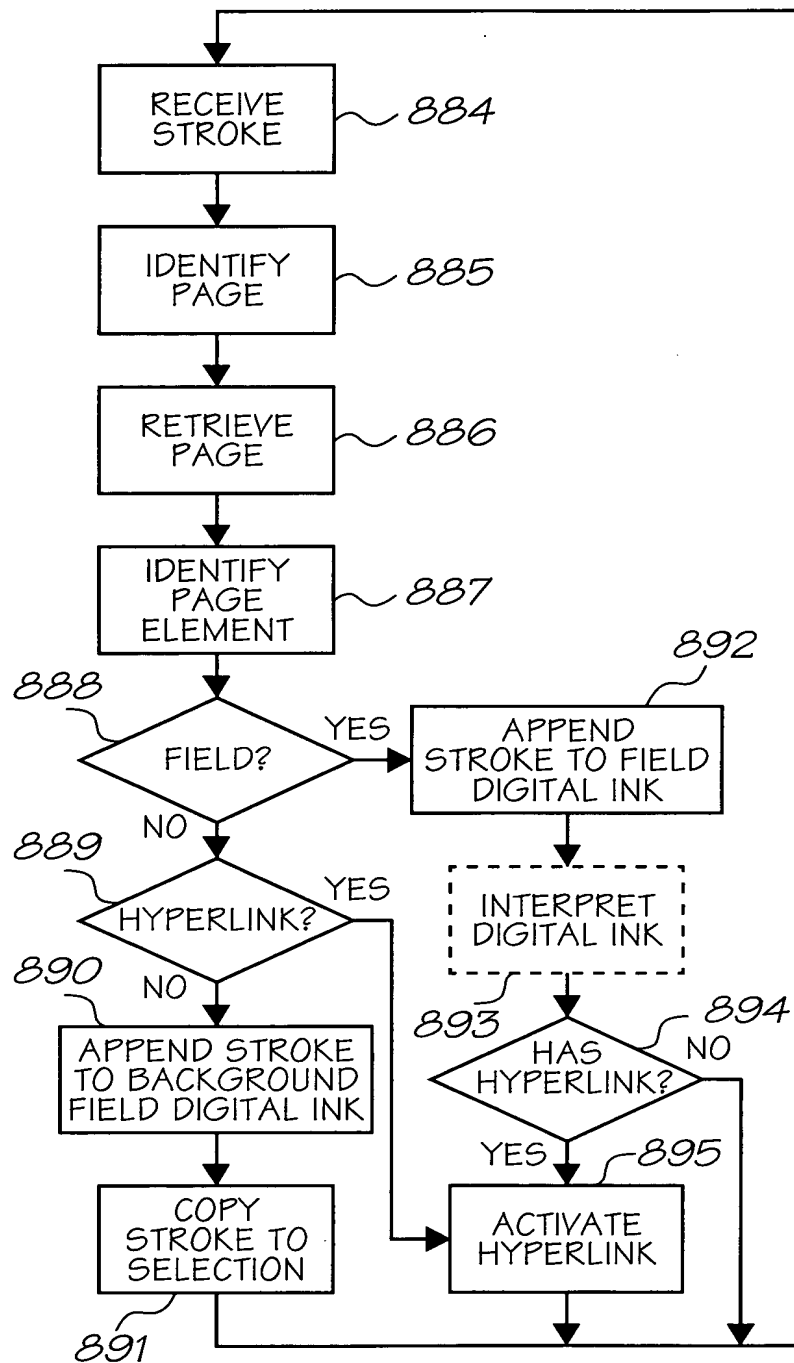 RECEIVE
STROKE
884
IDENTIFY
PAGE
885
RETRIEVE
PAGE
886
IDENTIFY
PAGE
ELEMENT
887
888
FIELD?
YES
NO
892
APPEND
STROKE TO FIELD
DIGITAL INK
889
HYPERLINK?
YES
NO
INTERPRET
DIGITAL INK
893
890
APPEND STROKE
TO BACKGROUND
FIELD DIGITAL INK
894
HAS
HYPERLINK?
NO
YES
895
COPY
STROKE TO
SELECTION
891
ACTIVATE
HYPERLINK